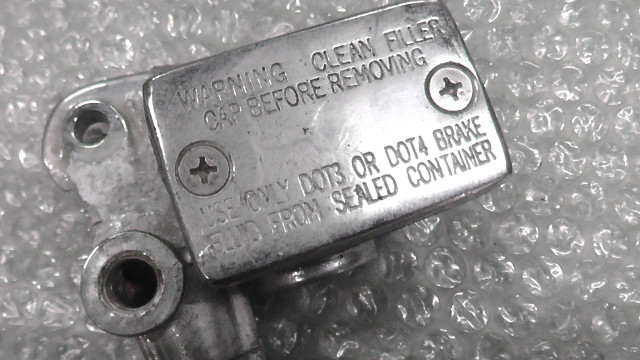 WARNING CLEAN FILLER
CAP BEFORE REMOVING
USE ONLY DOT3 OR DOT4 BRAKE
FLUID FROM SEALED CONTAINER